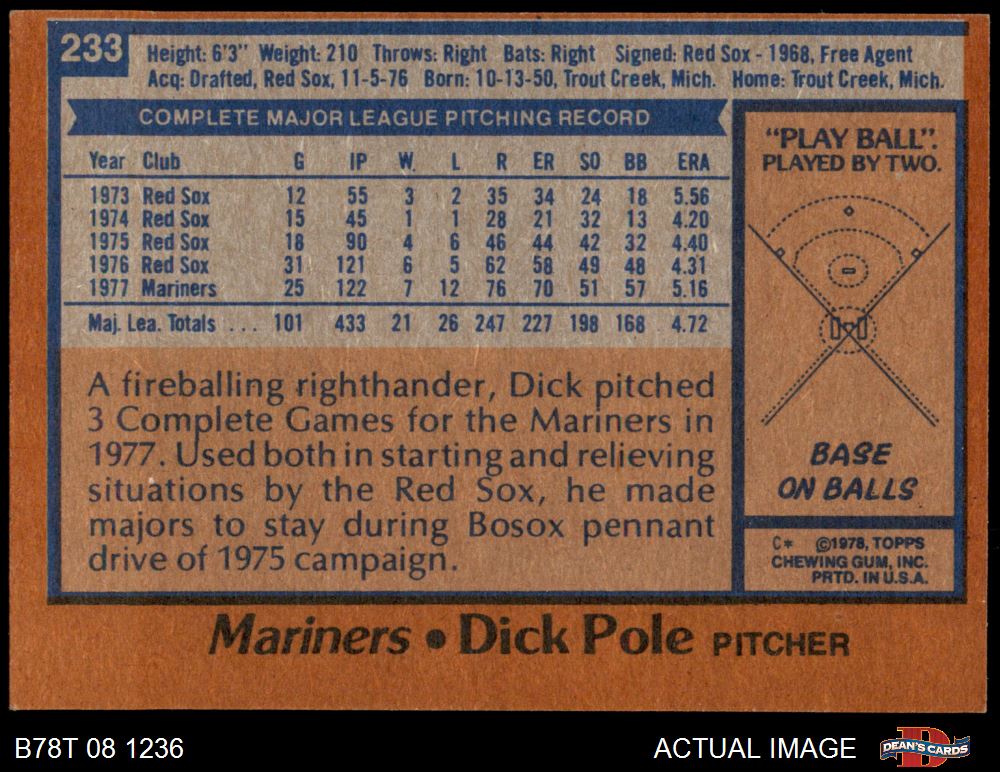 233
Height: 6'3" Weight: 210 Throws: Right Bats: Right Signed: Red Sox - 1968, Free Agent
Acq: Drafted, Red Sox, 11-5-76 Born: 10-13-50, Trout Creek, Mich. Home: Trout Creek, Mich.
COMPLETE MAJOR LEAGUE PITCHING RECORD
Year Club G IP W. L R ER SO BB ERA
1973 Red Sox 12 55 3 2 35 34 24 18 5.56
1974 Red Sox 15 45 1 1 28 21 32 13 4.20
1975 Red Sox 18 90 4 6 46 44 42 32 4.40
1976 Red Sox 31 121 6 5 62 58 49 48 4.31
1977 Mariners 25 122 7 12 76 70 51 57 5.16
Maj. Lea. Totals ... 101 433 21 26 247 227 198 168 4.72
A fireballing righthander, Dick pitched
3 Complete Games for the Mariners in
1977. Used both in starting and relieving
situations by the Red Sox, he made
majors to stay during Bosox pennant
drive of 1975 campaign.
"PLAY BALL".
PLAYED BY TWO.
BASE
ON BALLS
C* ©1978, TOPPS
CHEWING GUM, INC.
PRTD. IN U.S.A.
Mariners • Dick Pole PITCHER
B78T 08 1236
ACTUAL IMAGE
D
DEAN'S CARDS